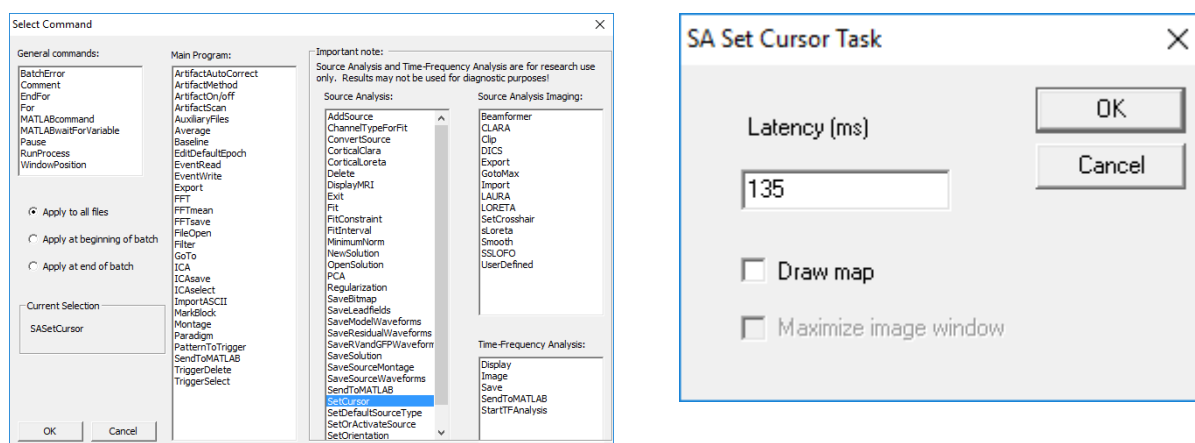 Select Command
General commands:
BatchError
Comment
EndFor
For
MATLABcommand
MATLABwaitForVariable
Pause
RunProcess
WindowPosition
Apply to all files
Apply at beginning of batch
Apply at end of batch
Current Selection
SASetCursor
OK
Cancel
Main Program:
ArtifactAutoCorrect
ArtifactMethod
ArtifactOn/off
ArtifactScan
AuxiliaryFiles
Average
Baseline
EditDefaultEpoch
EventRead
EventWrite
Export
FFT
FFTmean
FFTsave
FileOpen
Filter
GoTo
ICA
ICAsave
ICAselect
ImportASCII
MarkBlock
Montage
Paradigm
PatternToTrigger
SendToMATLAB
TriggerDelete
TriggerSelect
Important note:
Source Analysis and Time-Frequency Analysis are for research use
only. Results may not be used for diagnostic purposes!
Source Analysis:
AddSource
ChannelTypeForFit
ConvertSource
CorticalClara
CorticalLoreta
Delete
DisplayMRI
Exit
Fit
FitConstraint
FitInterval
MinimumNorm
NewSolution
OpenSolution
PCA
Regularization
SaveBitmap
SaveLeadfields
SaveModelWaveforms
SaveResidualWaveforms
SaveRVandGFPWaveform
SaveSolution
SaveSourceMontage
SaveSourceWaveforms
SendToMATLAB
SetCursor
SetDefaultSourceType
SetOrActivateSource
SetOrientation
Source Analysis Imaging:
Beamformer
CLARA
Clip
DICS
Export
GotoMax
Import
LAURA
LORETA
SetCrosshair
sLoreta
Smooth
SSLOFO
UserDefined
Time-Frequency Analysis:
Display
Image
Save
SendToMATLAB
StartTFAnalysis
SA Set Cursor Task
Latency (ms)
135
OK
Cancel
Draw map
Maximize image window